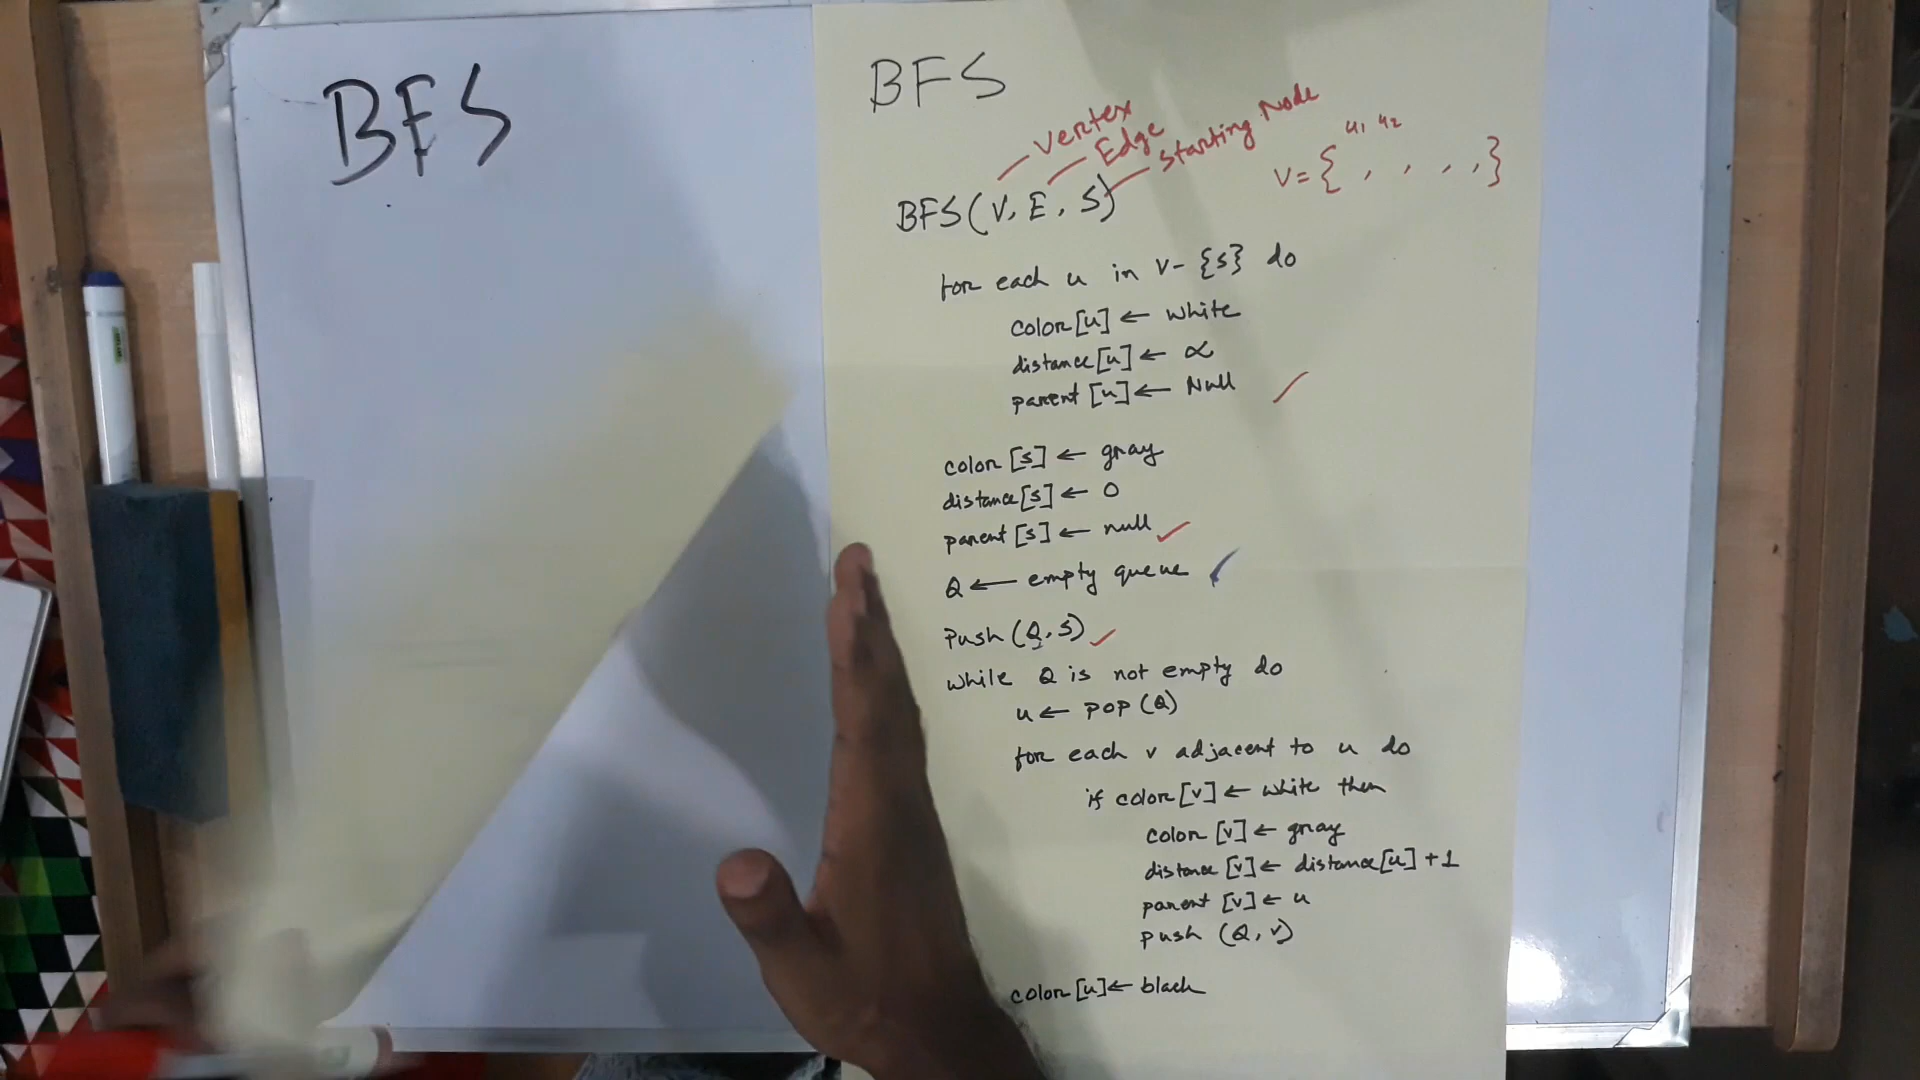 BFS
BFS
Vertex
Edge
Starting Node
u1 u2
V = { , , , , }
BFS(V, E, S)
for each u in V- {s} do
color[u] ← white
distance[u] ← ∝
parent[u] ← Null
color[s] ← gray
distance[s] ← 0
parent[s] ← null
Q ← empty queue
Push (Q, S)
while Q is not empty do
u ← pop (Q)
for each v adjacent to u do
if color[v] ← white then
color [v] ← gray
distance [v] ← distance[u] + 1
parent [v] ← u
push (Q, v)
color[u] ← black